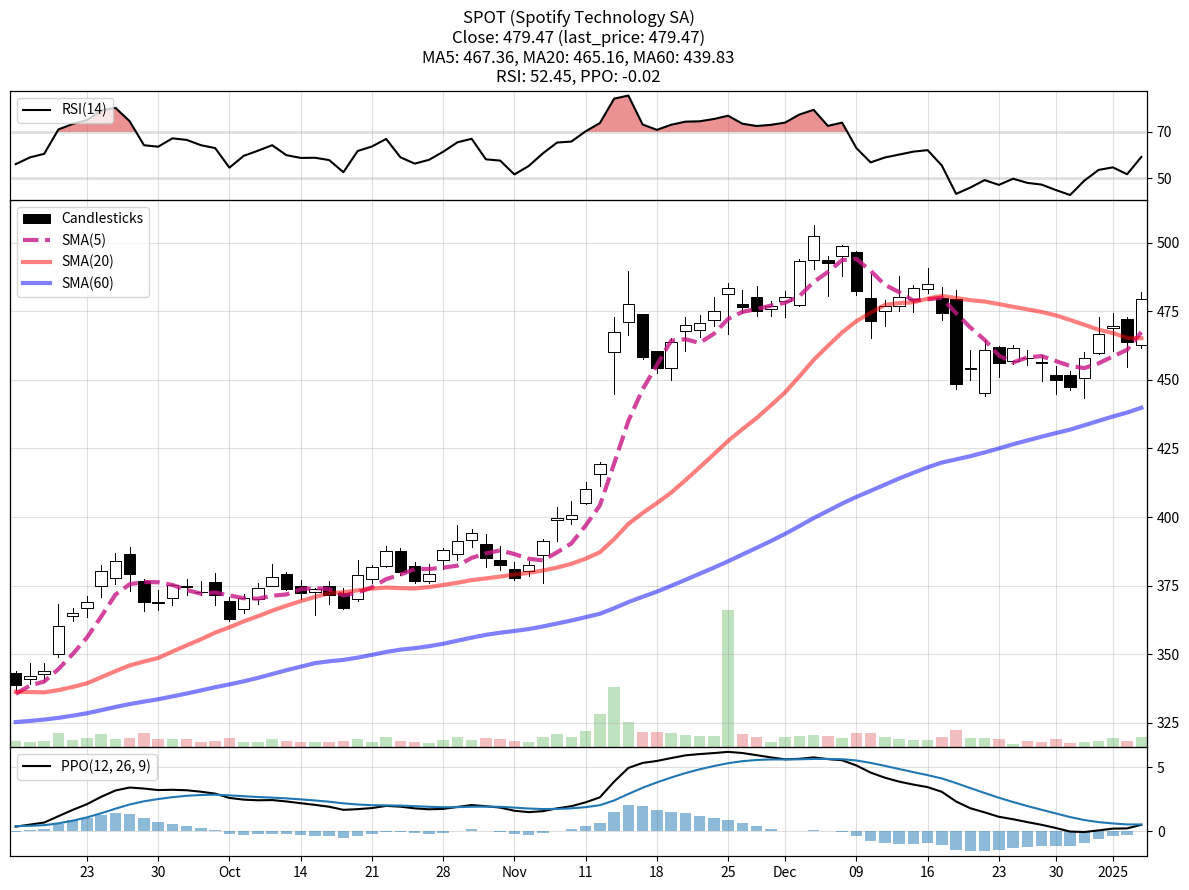 SPOT (Spotify Technology SA)
Close: 479.47 (last_price: 479.47)
MA5: 467.36, MA20: 465.16, MA60: 439.83
RSI: 52.45, PPO: -0.02
RSI(14)
70
50
Candlesticks
SMA(5)
SMA(20)
SMA(60)
500
475
450
425
400
375
350
325
PPO(12, 26, 9)
5
0
23 30 Oct 14 21 28 Nov 11 18 25 Dec 09 16 23 30 2025